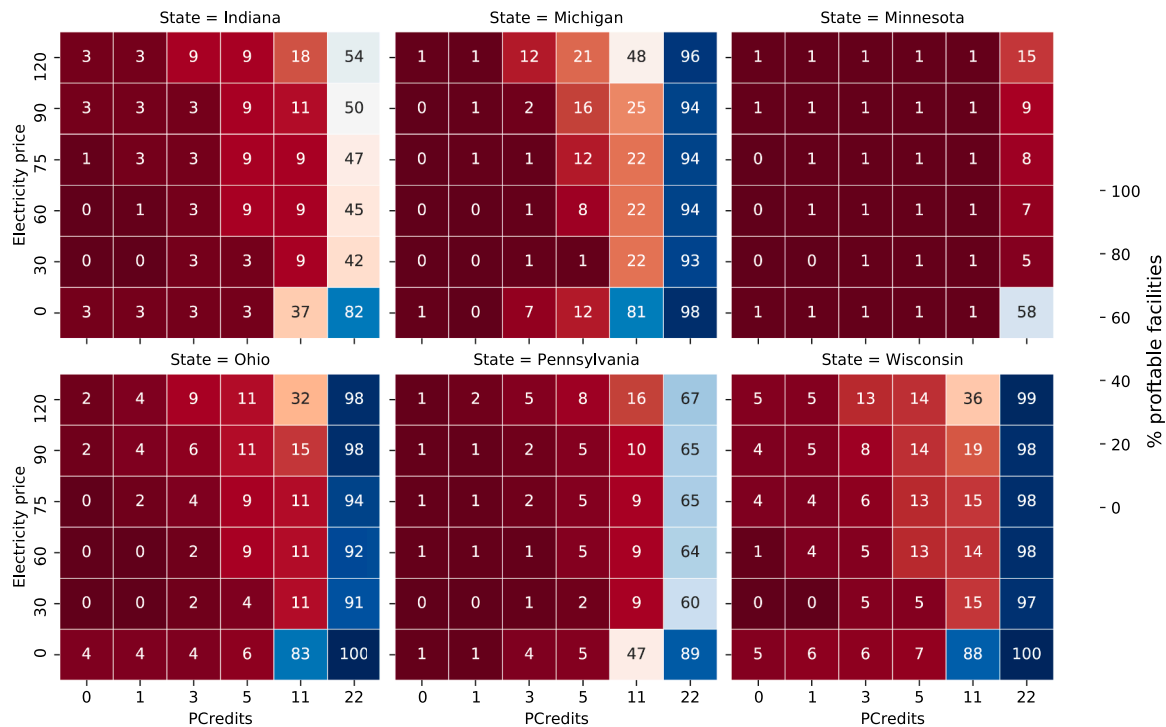 State = Indiana State = Michigan State = Minnesota
120 3 3 9 9 18 54 1 1 12 21 48 96 1 1 1 1 1 15
90 3 3 3 9 11 50 0 1 2 16 25 94 1 1 1 1 1 9
75 1 3 3 9 9 47 0 1 1 12 22 94 0 1 1 1 1 8
60 0 1 3 9 9 45 0 0 1 8 22 94 0 1 1 1 1 7
30 0 0 3 3 9 42 0 0 1 1 22 93 0 0 1 1 1 5
0 3 3 3 3 37 82 1 0 7 12 81 98 1 1 1 1 1 58
Electricity price
State = Ohio State = Pennsylvania State = Wisconsin
120 2 4 9 11 32 98 1 2 5 8 16 67 5 5 13 14 36 99
90 2 4 6 11 15 98 1 1 2 5 10 65 4 5 8 14 19 98
75 0 2 4 9 11 94 1 1 2 5 9 65 4 4 6 13 15 98
60 0 0 2 9 11 92 1 1 1 5 9 64 1 4 5 13 14 98
30 0 0 2 4 11 91 0 0 1 2 9 60 0 0 5 5 15 97
0 4 4 4 6 83 100 1 1 4 5 47 89 5 6 6 7 88 100
Electricity price
0 1 3 5 11 22 0 1 3 5 11 22 0 1 3 5 11 22
PCredits PCredits PCredits
100
80
60
40
20
0
% proftable facilities